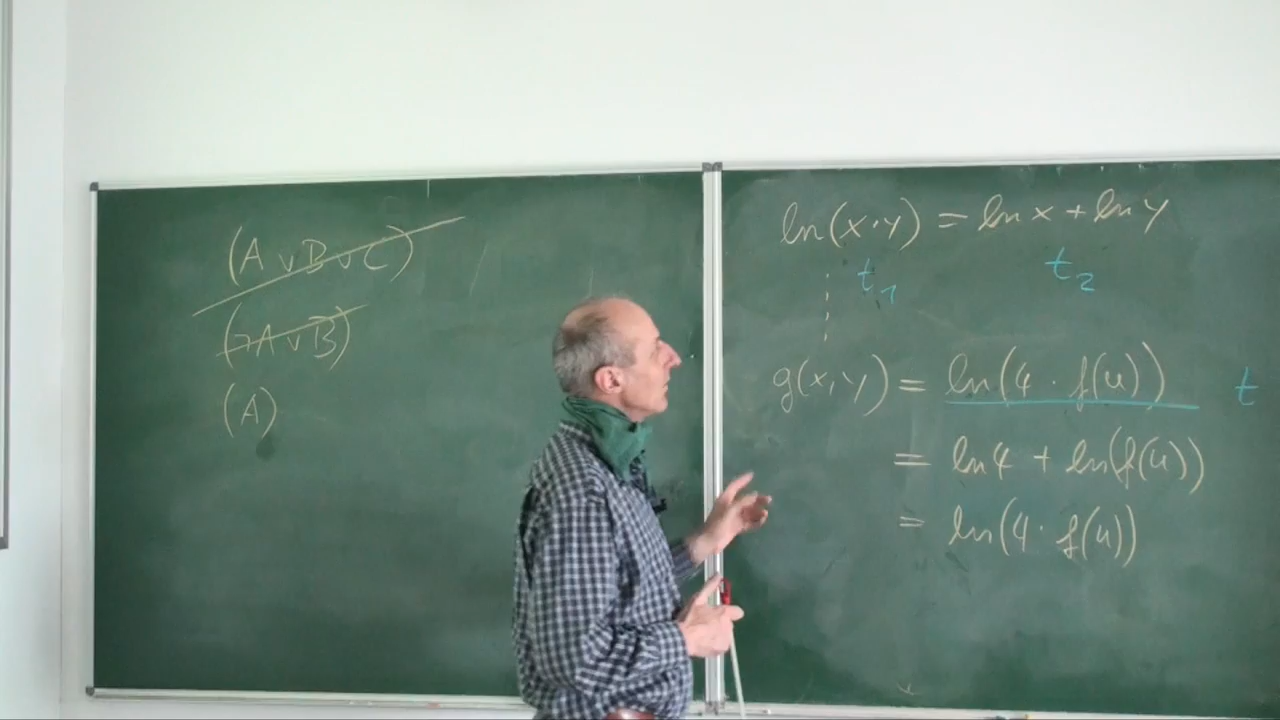 (A ∨ B ∨ C)
(¬A ∨ B)
(A)
ln(x·y) = ln x + ln y
t₁ t₂
g(x,y) = ln(4 · f(u)) t
= ln 4 + ln(f(u))
= ln(4 · f(u))